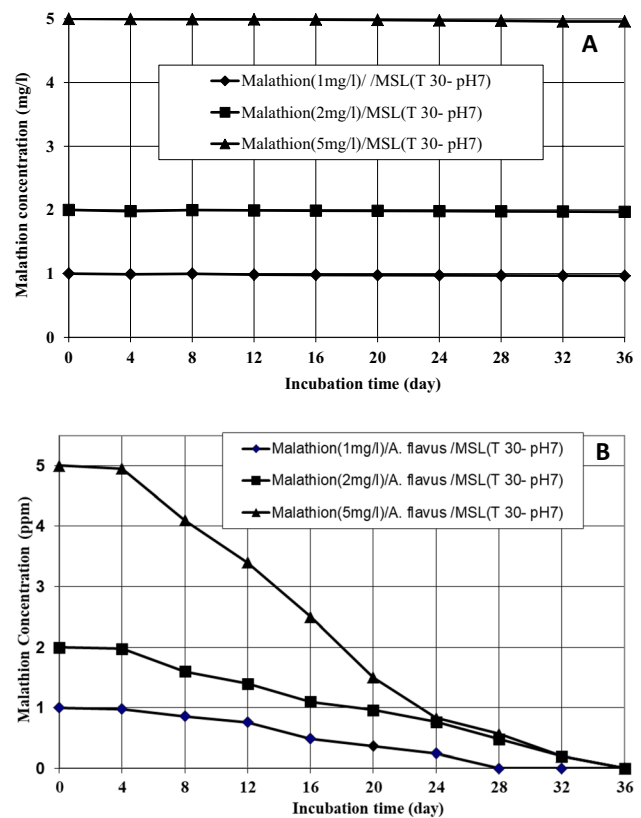 A
Malathion(1mg/l)/ /MSL(T 30- pH7)
Malathion(2mg/l)/MSL(T 30- pH7)
Malathion(5mg/l)/MSL(T 30- pH7)
Malathion concentration (mg/l)
5
4
3
2
1
0
0 4 8 12 16 20 24 28 32 36
Incubation time (day)
B
Malathion(1mg/l)/A. flavus /MSL(T 30- pH7)
Malathion(2mg/l)/A. flavus /MSL(T 30- pH7)
Malathion(5mg/l)/A. flavus /MSL(T 30- pH7)
Malathion Concentration (ppm)
5
4
3
2
1
0
0 4 8 12 16 20 24 28 32 36
Incubation time (day)